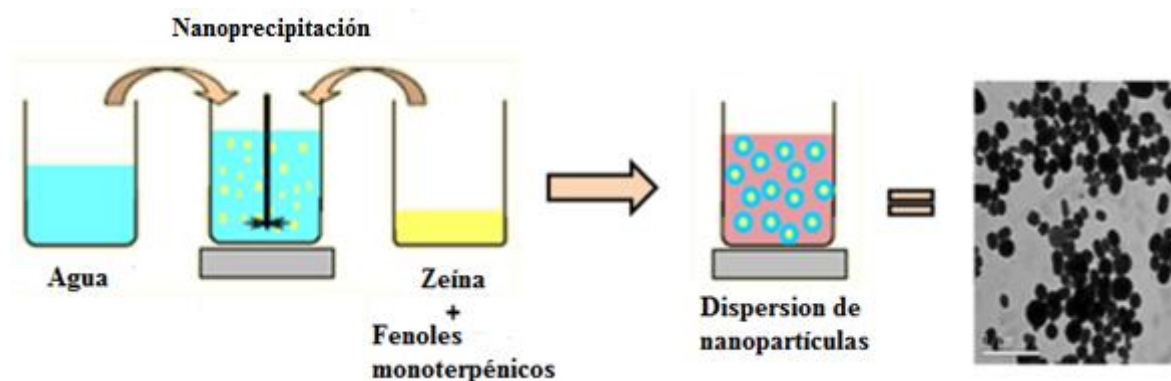 Nanoprecipitación
Agua
Zeína
+
Fenoles
monoterpénicos
Dispersion de
nanopartículas